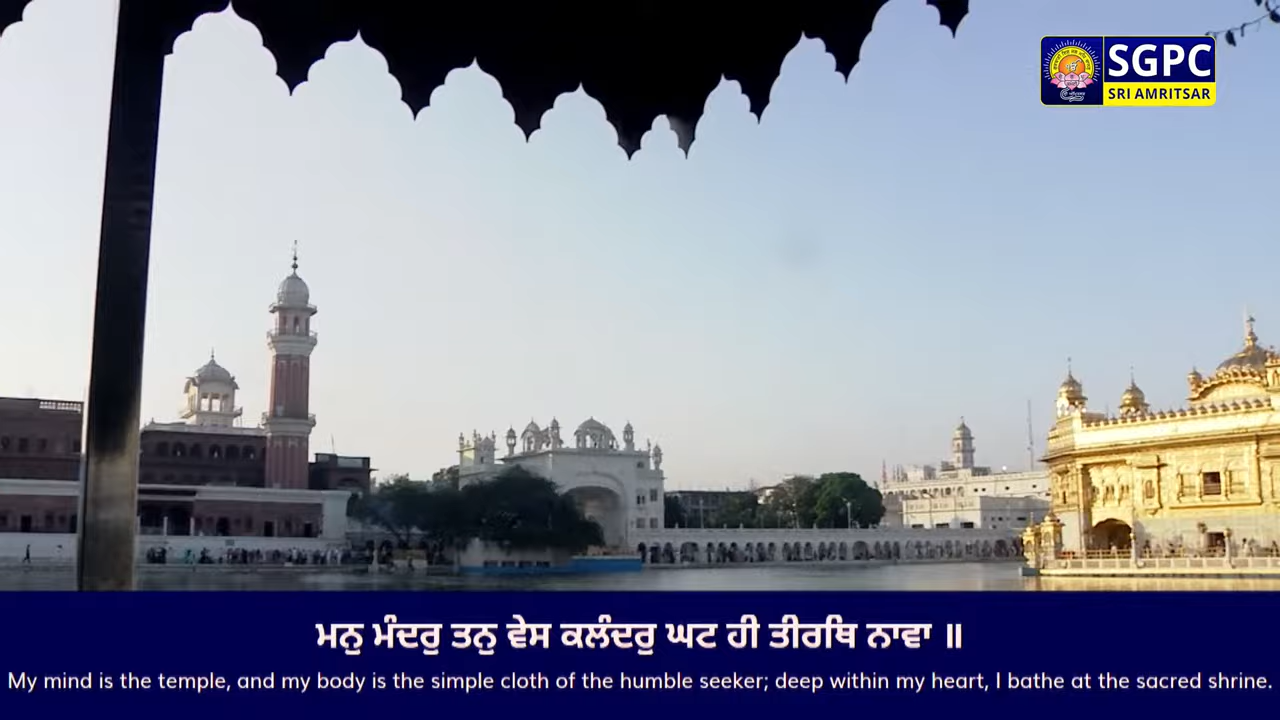 SGPC
SRI AMRITSAR
ਮਨੁ ਮੰਦਰੁ ਤਨੁ ਵੇਸ ਕਲੰਦਰੁ ਘਟ ਹੀ ਤੀਰਥਿ ਨਾਵਾ ॥
My mind is the temple, and my body is the simple cloth of the humble seeker; deep within my heart, I bathe at the sacred shrine.